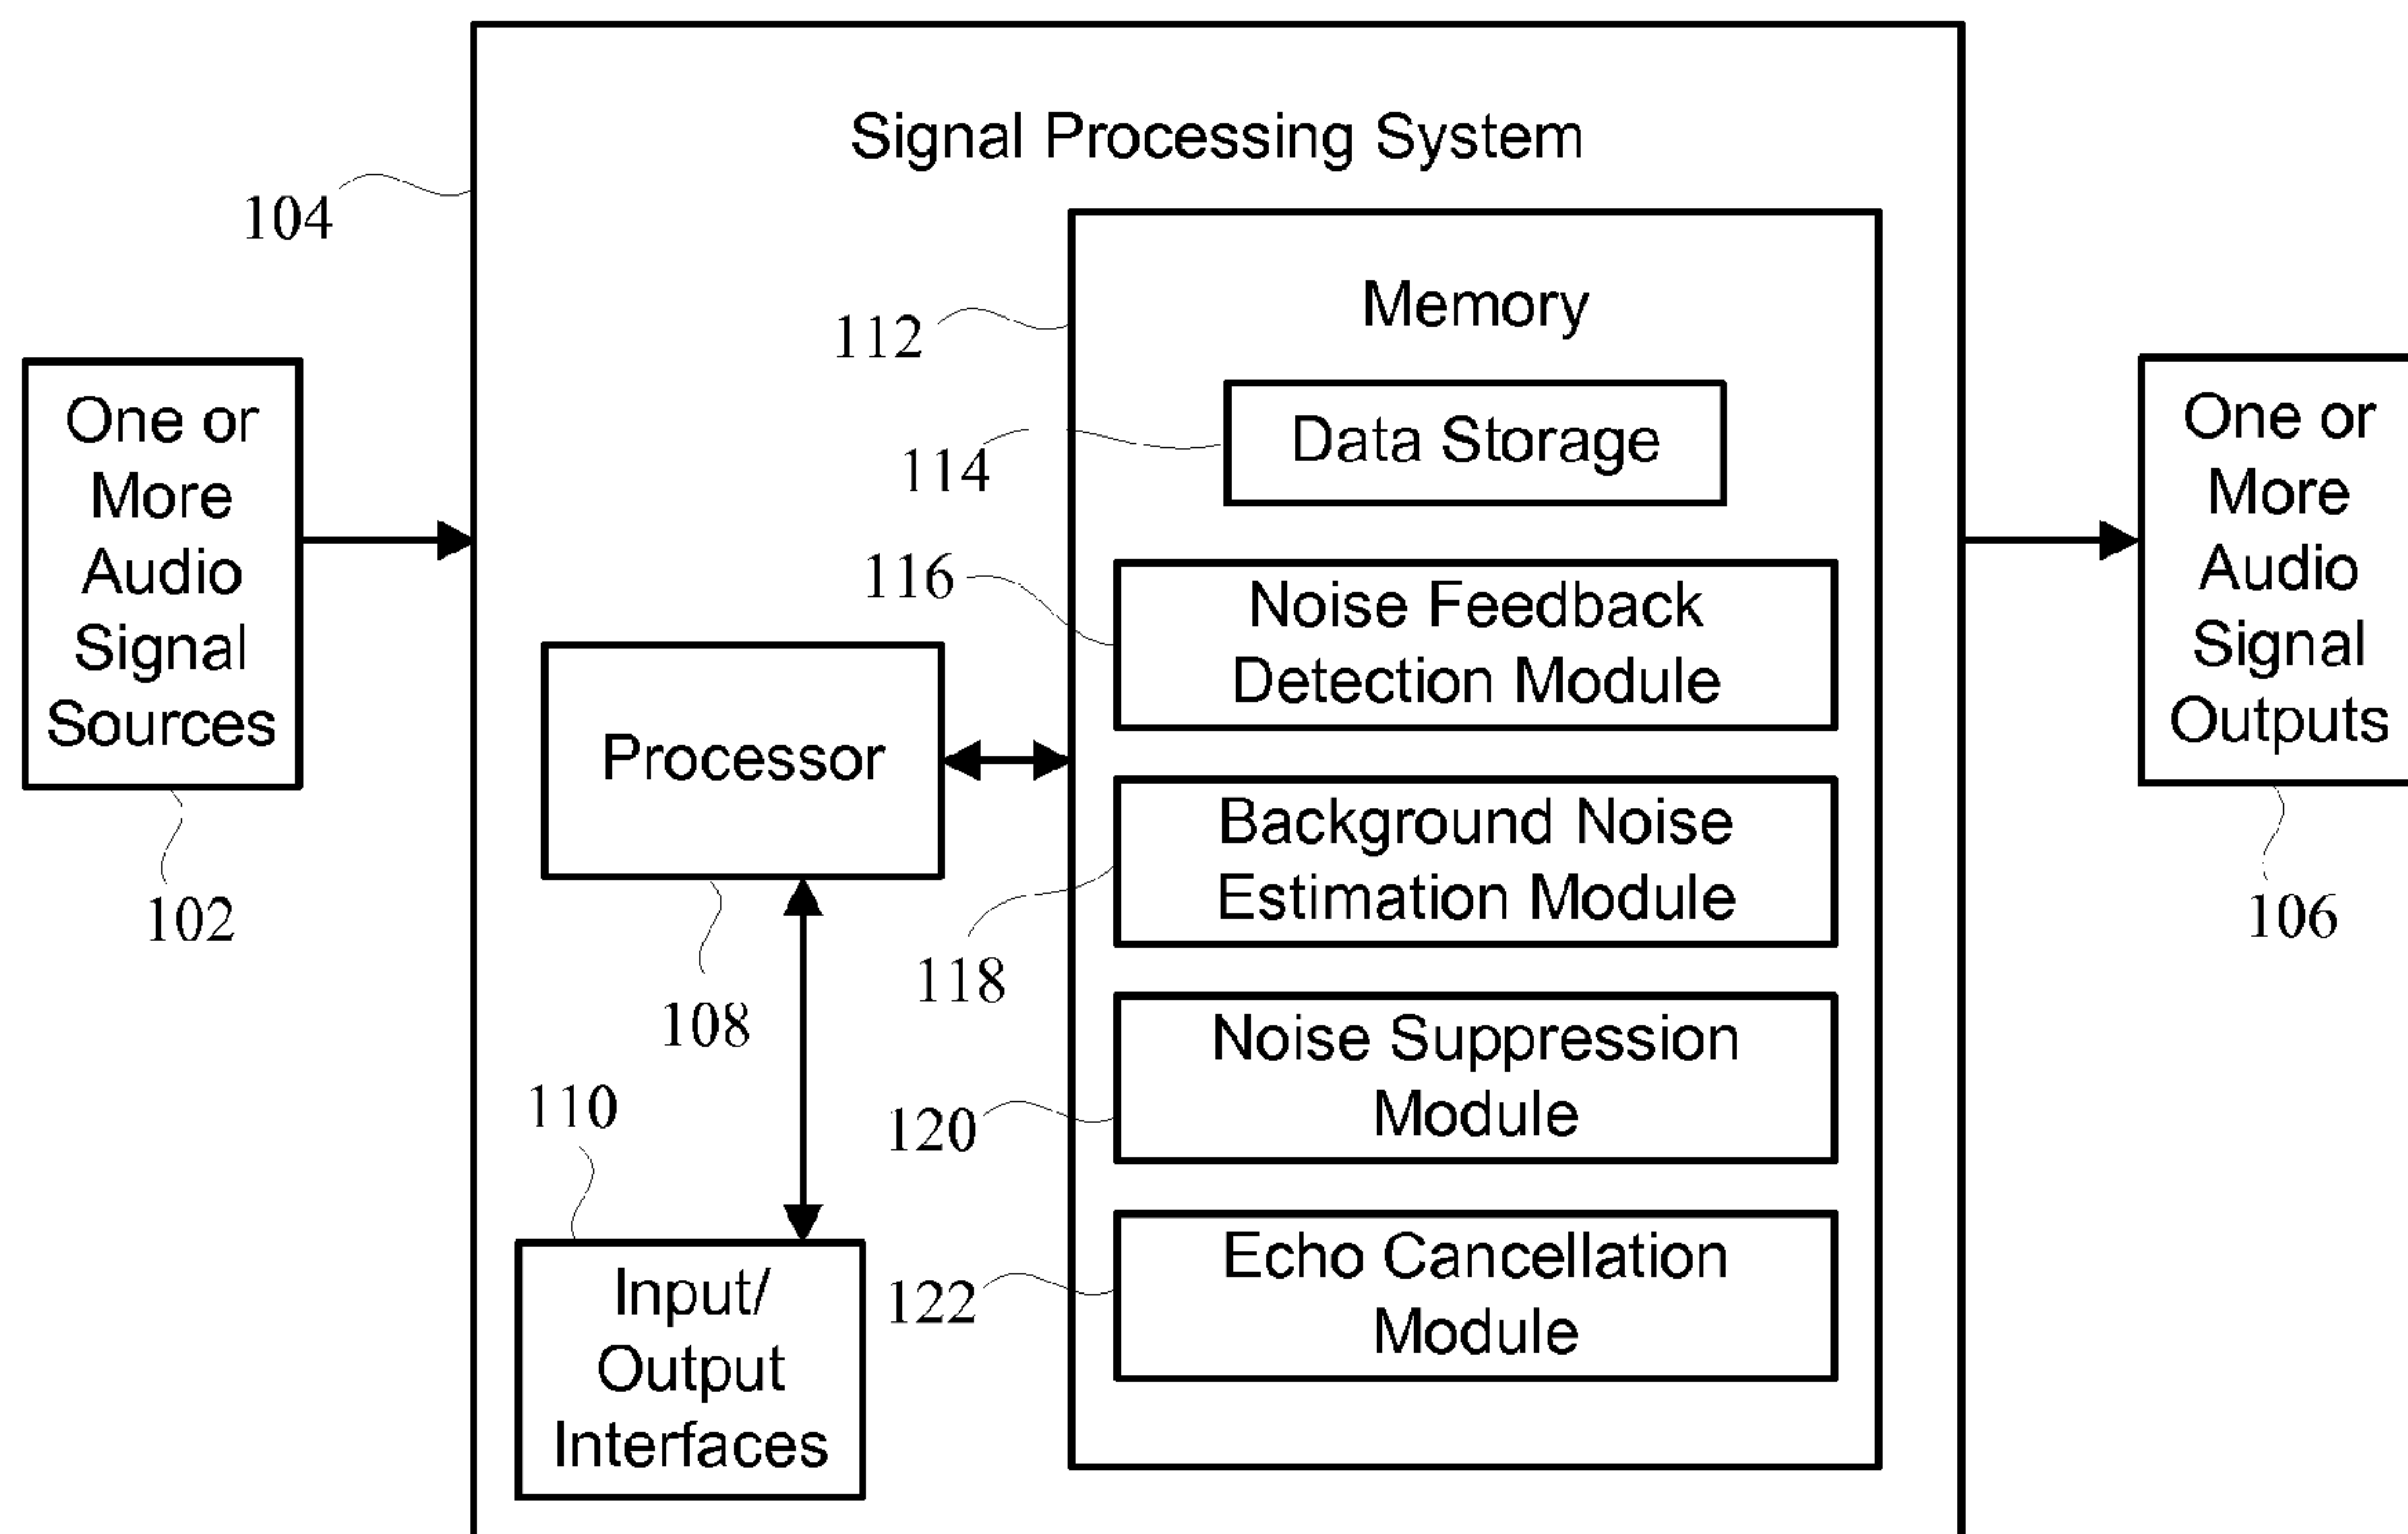 Signal Processing System
104
Memory
112
Data Storage
114
One or
More
Audio
Signal
Sources
102
Noise Feedback
Detection Module
116
Processor
108
Background Noise
Estimation Module
118
Noise Suppression
Module
120
110
Input/
Output
Interfaces
Echo Cancellation
Module
122
One or
More
Audio
Signal
Outputs
106